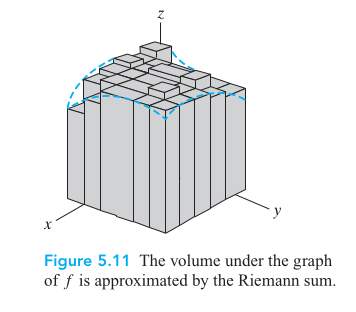 z
x
y
Figure 5.11 The volume under the graph
of f is approximated by the Riemann sum.